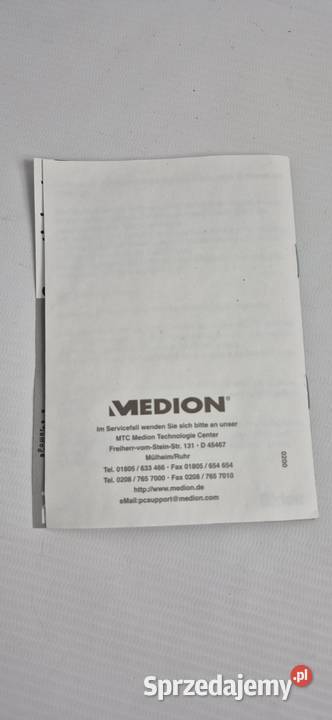 MEDION®
Im Servicefall wenden Sie sich bitte an unser
MTC Medion Technologie Center
Freiherr-vom-Stein-Str. 131 · D 45467
Mülheim/Ruhr
Tel. 01805 / 633 466 · Fax 01805 / 654 654
Tel. 0208 / 765 7000 · Fax 0208 / 765 7010
http://www.medion.de
eMail:pcsupport@medion.com
0200
Sprzedajemy.pl